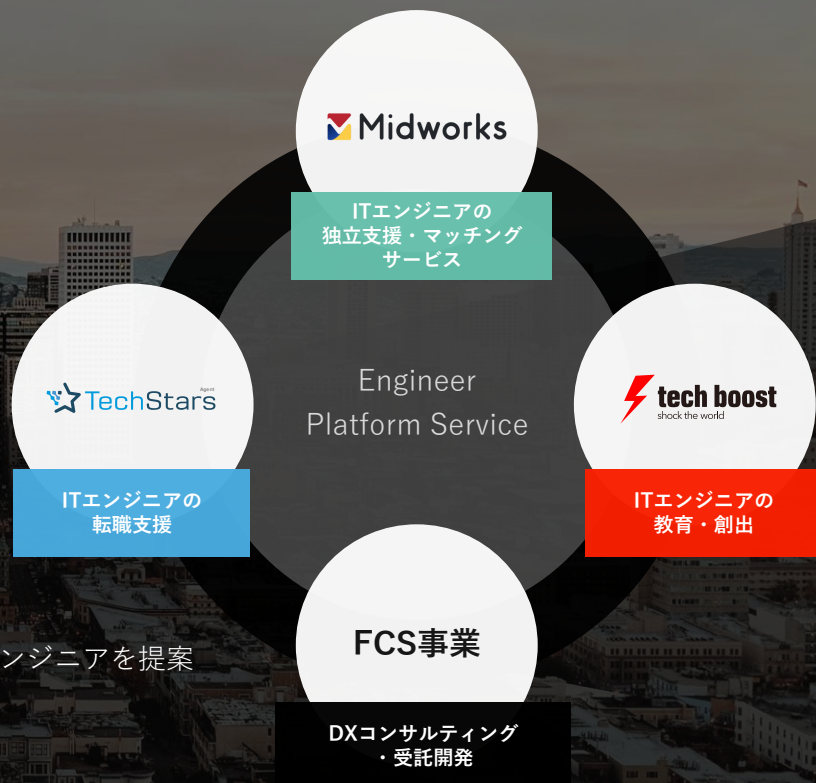 Midworks
ITエンジニアの
独立支援・マッチング
サービス
Agent
TechStars
ITエンジニアの
転職支援
Engineer
Platform Service
tech boost
shock the world
ITエンジニアの
教育・創出
ンジニアを提案
FCS事業
DXコンサルティング
・受託開発